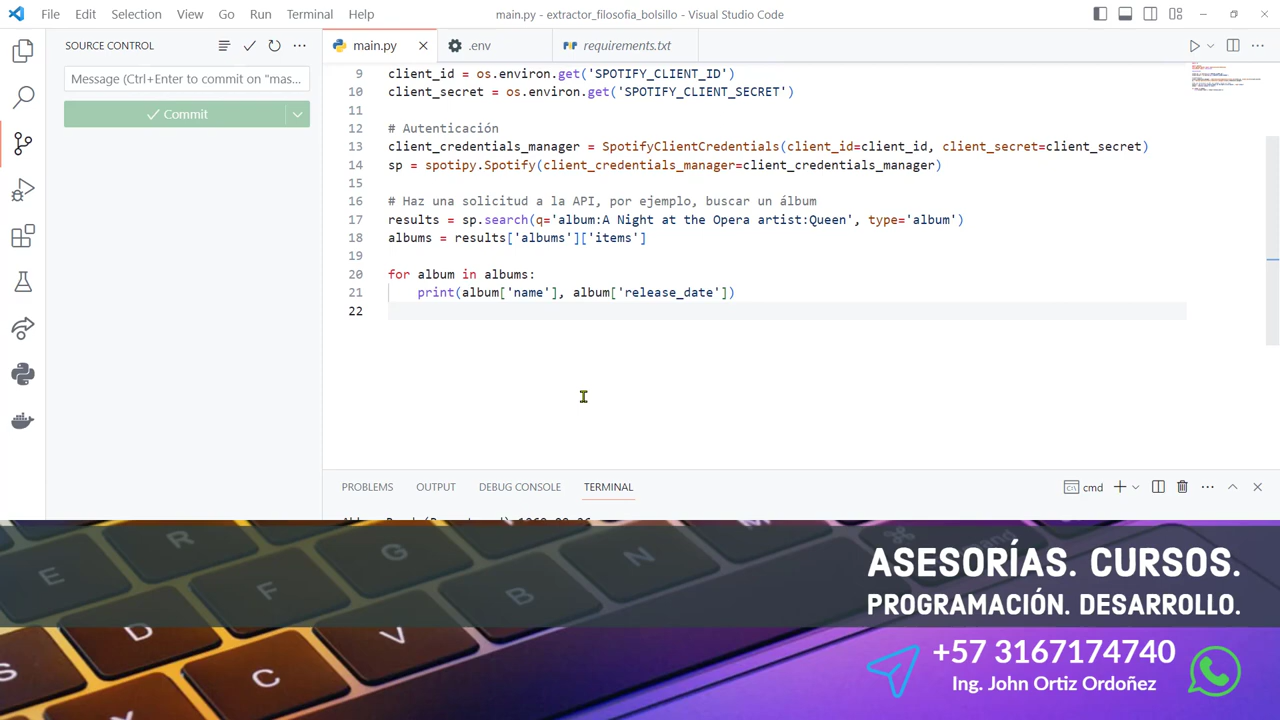 File Edit Selection View Go Run Terminal Help
main.py - extractor_filosofia_bolsillo - Visual Studio Code
SOURCE CONTROL
Message (Ctrl+Enter to commit on "mas...
Commit
main.py
.env
requirements.txt
9 client_id = os.environ.get('SPOTIFY_CLIENT_ID')
10 client_secret = os.environ.get('SPOTIFY_CLIENT_SECRET')
11
12 # Autenticación
13 client_credentials_manager = SpotifyClientCredentials(client_id=client_id, client_secret=client_secret)
14 sp = spotipy.Spotify(client_credentials_manager=client_credentials_manager)
15
16 # Haz una solicitud a la API, por ejemplo, buscar un álbum
17 results = sp.search(q='album:A Night at the Opera artist:Queen', type='album')
18 albums = results['albums']['items']
19
20 for album in albums:
21 print(album['name'], album['release_date'])
22
PROBLEMS OUTPUT DEBUG CONSOLE TERMINAL
cmd
E R G H B N M V C D S
ASESORÍAS. CURSOS.
PROGRAMACIÓN. DESARROLLO.
+57 3167174740
Ing. John Ortiz Ordoñez